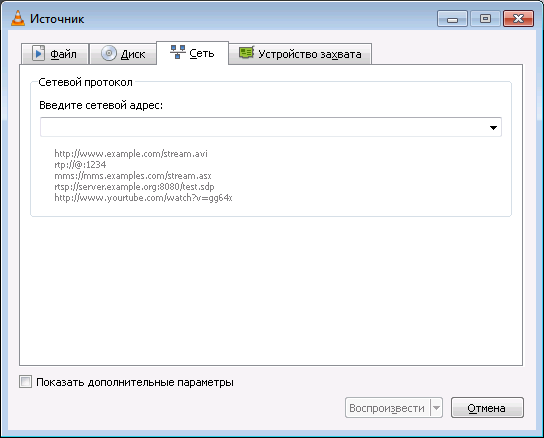 Источник
Файл
Диск
Сеть
Устройство захвата
Сетевой протокол
Введите сетевой адрес:
http://www.example.com/stream.avi
rtp://@:1234
mms://mms.examples.com/stream.asx
rtsp://server.example.org:8080/test.sdp
http://www.yourtube.com/watch?v=gg64x
Показать дополнительные параметры
Воспроизвести
Отмена